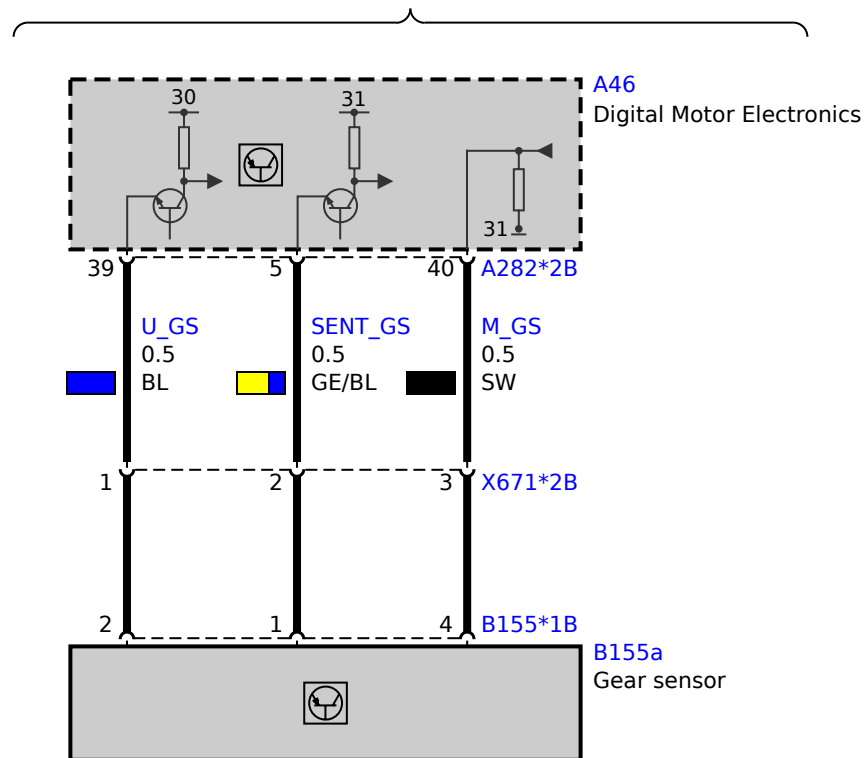 A46
Digital Motor Electronics
30
31
31
39
5
40
A282*2B
U_GS
0.5
BL
SENT_GS
0.5
GE/BL
M_GS
0.5
SW
1
2
3
X671*2B
2
1
4
B155*1B
B155a
Gear sensor